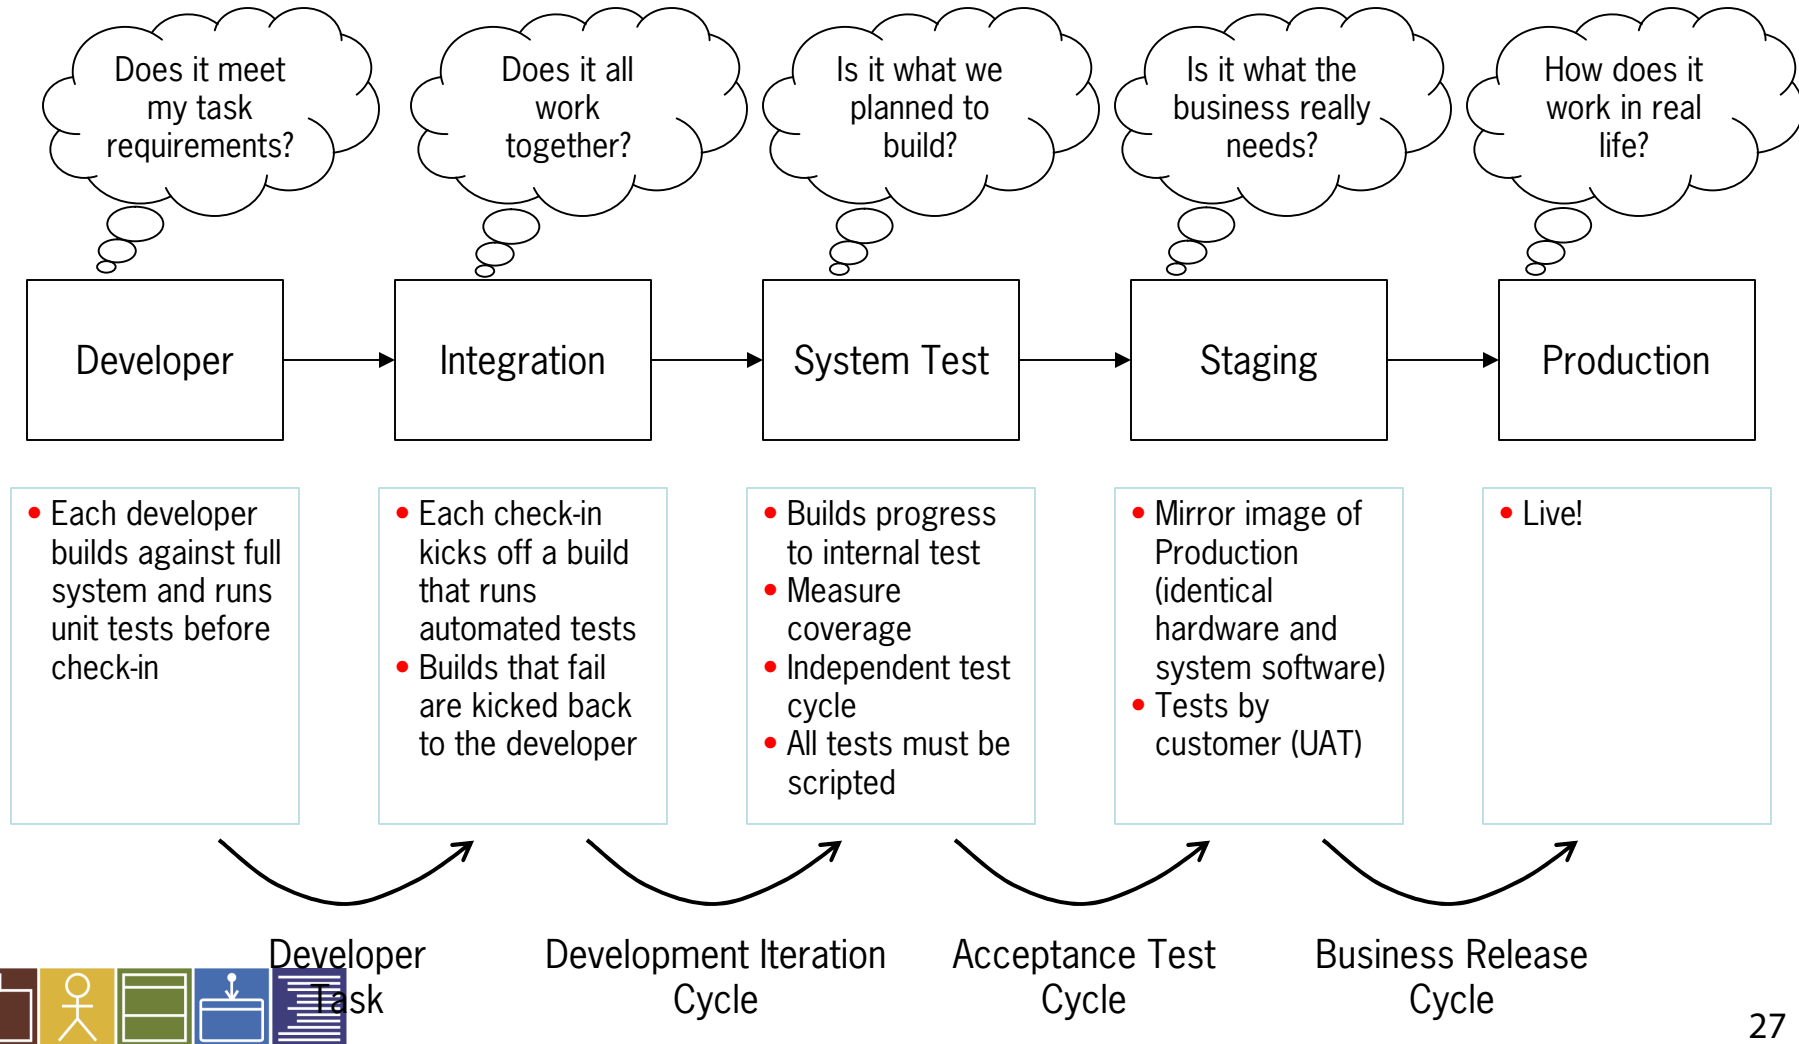 Does it meet
my task
requirements?
Does it all
work
together?
Is it what we
planned to
build?
Is it what the
business really
needs?
How does it
work in real
life?
Developer
Integration
System Test
Staging
Production
• Each developer
builds against full
system and runs
unit tests before
check-in
• Each check-in
kicks off a build
that runs
automated tests
• Builds that fail
are kicked back
to the developer
• Builds progress
to internal test
• Measure
coverage
• Independent test
cycle
• All tests must be
scripted
• Mirror image of
Production
(identical
hardware and
system software)
• Tests by
customer (UAT)
• Live!
Developer
Task
Development Iteration
Cycle
Acceptance Test
Cycle
Business Release
Cycle
27